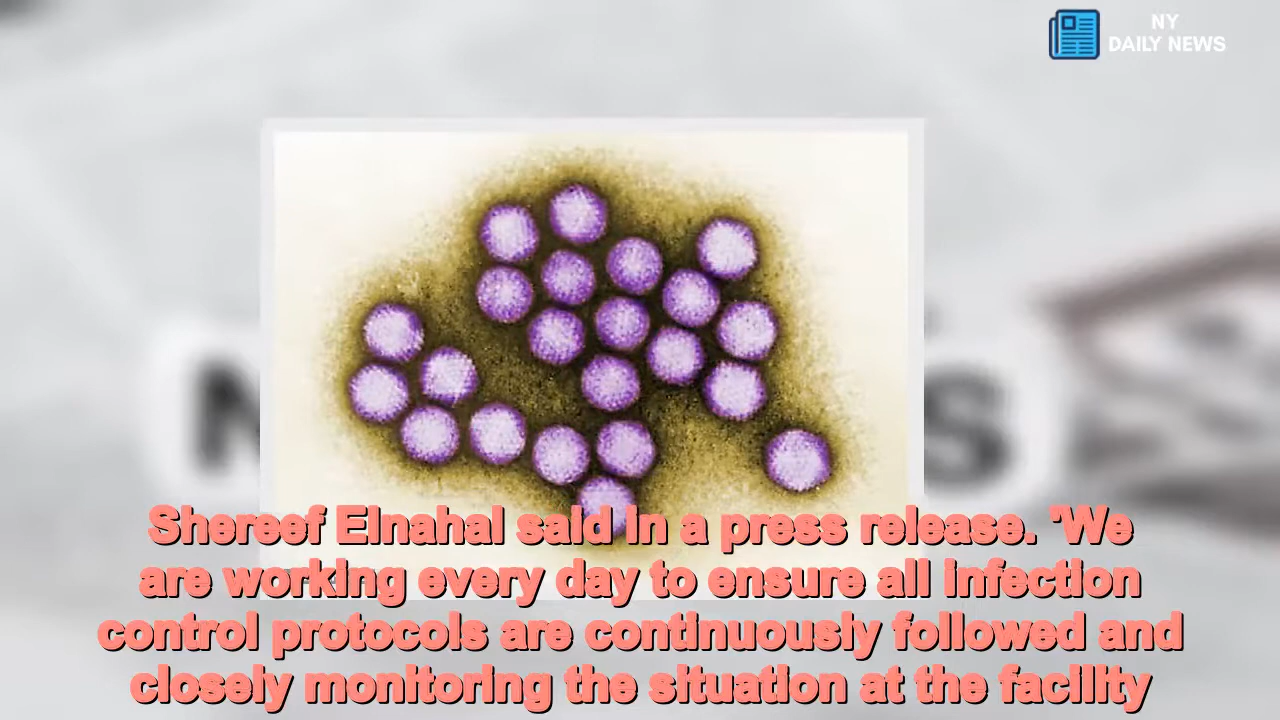 NY
DAILY NEWS
N S
Shereef Elnahal said in a press release. "We
are working every day to ensure all infection
control protocols are continuously followed and
closely monitoring the situation at the facility